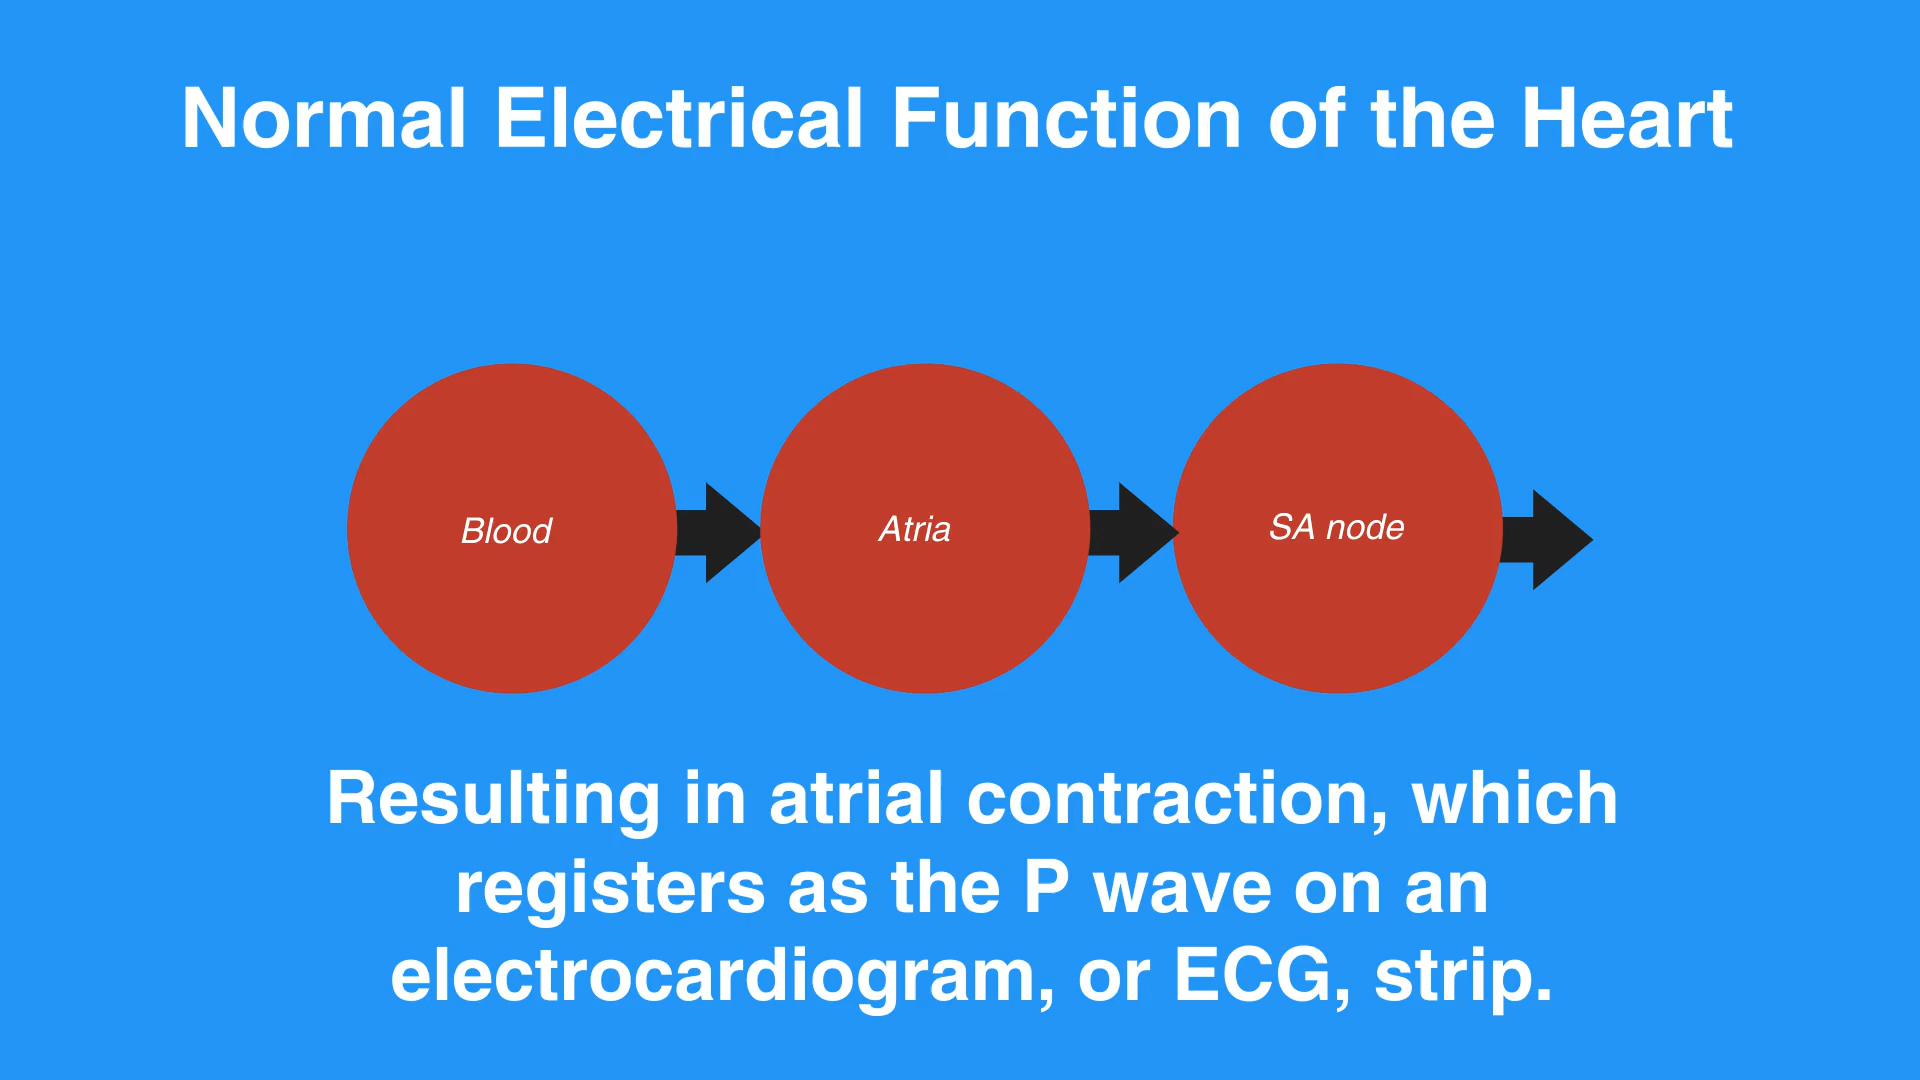 Normal Electrical Function of the Heart
Blood
Atria
SA node
Resulting in atrial contraction, which
registers as the P wave on an
electrocardiogram, or ECG, strip.